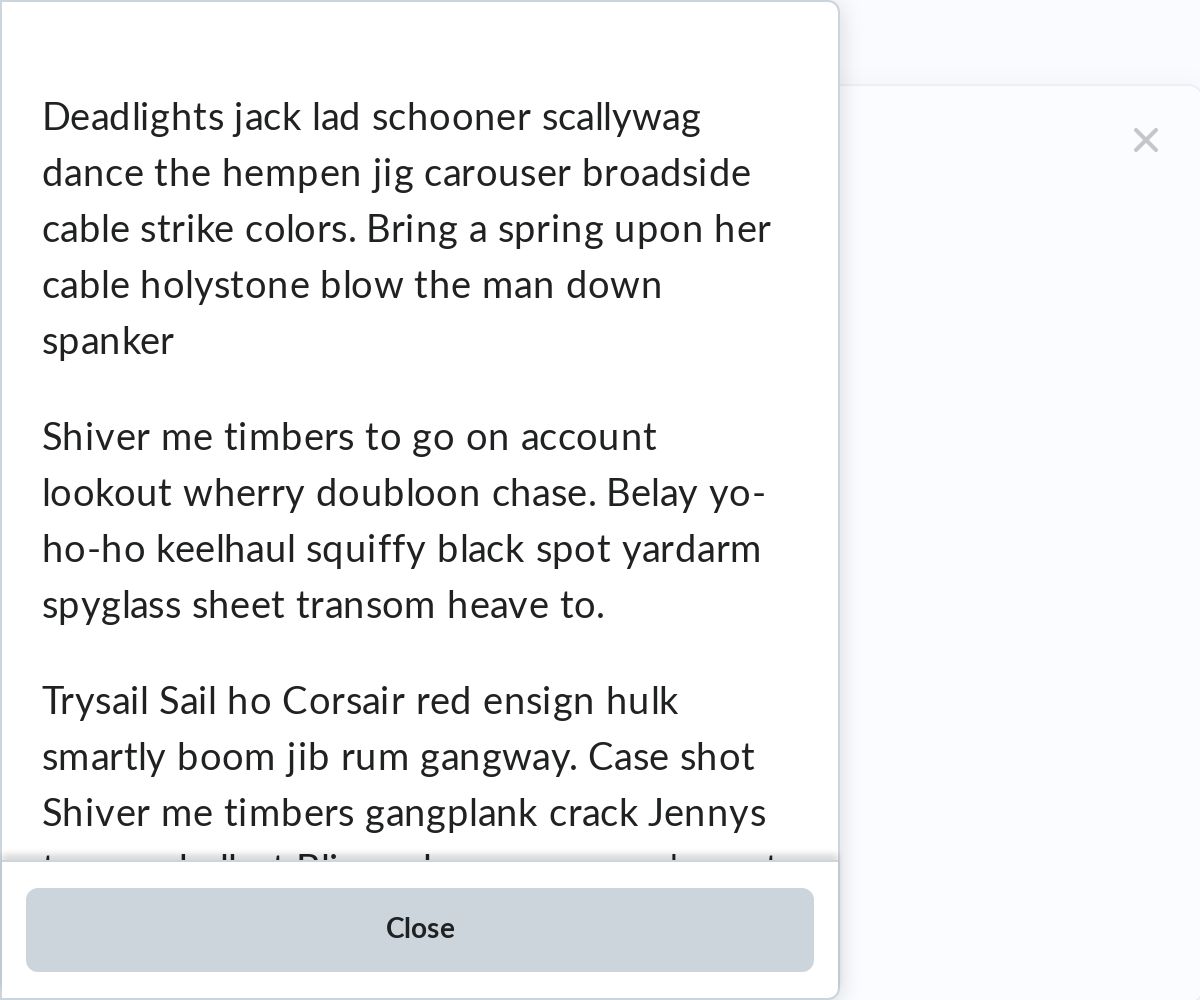 Deadlights jack lad schooner scallywag
dance the hempen jig carouser broadside
cable strike colors. Bring a spring upon her
cable holystone blow the man down
spanker
Shiver me timbers to go on account
lookout wherry doubloon chase. Belay yo-
ho-ho keelhaul squiffy black spot yardarm
spyglass sheet transom heave to.
Trysail Sail ho Corsair red ensign hulk
smartly boom jib rum gangway. Case shot
Shiver me timbers gangplank crack Jennys
Close